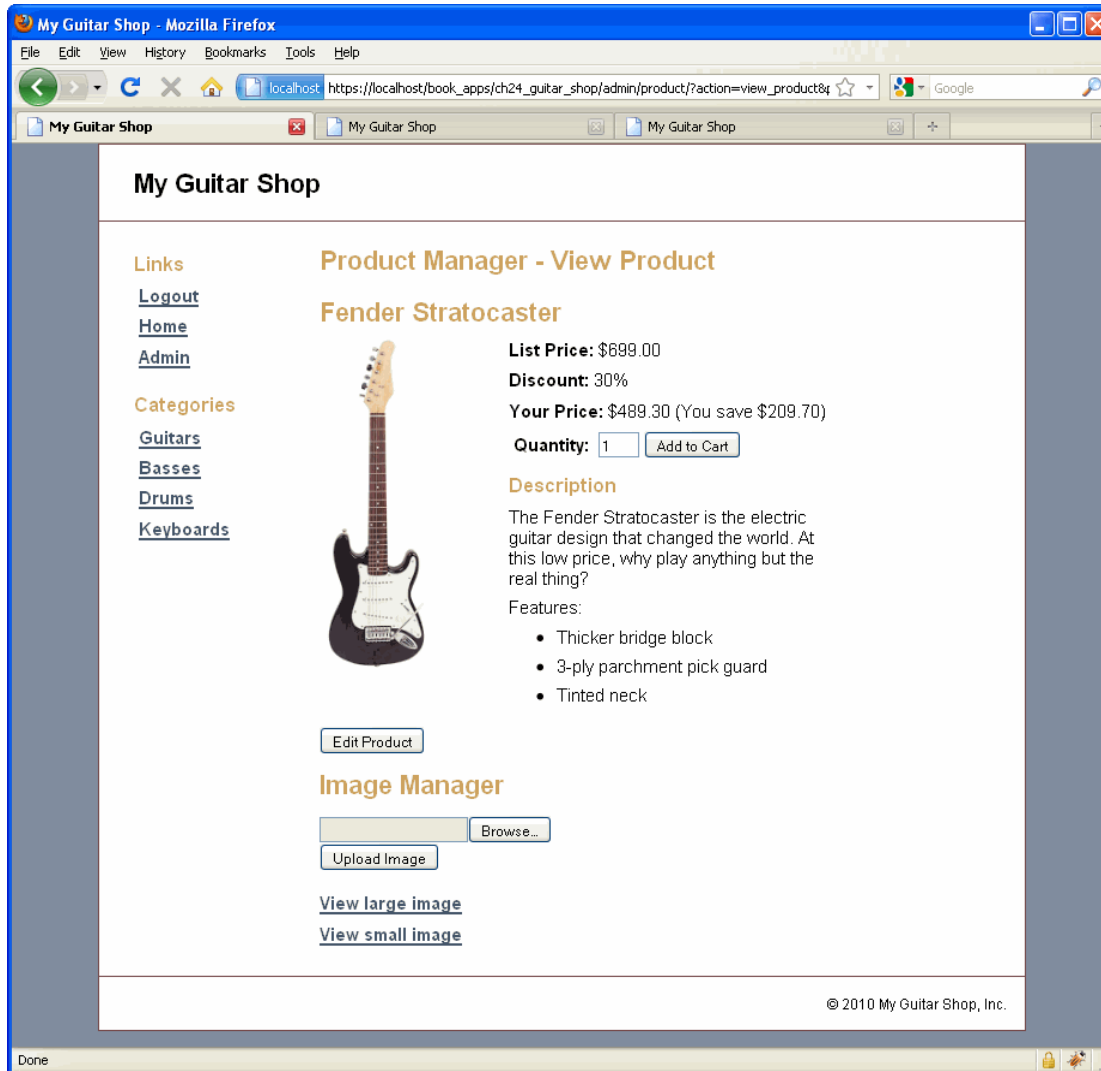 My Guitar Shop - Mozilla Firefox
File Edit View History Bookmarks Tools Help
localhost https://localhost/book_apps/ch24_guitar_shop/admin/product/?action=view_product& Google
My Guitar Shop My Guitar Shop My Guitar Shop
My Guitar Shop
Links
Logout
Home
Admin
Categories
Guitars
Basses
Drums
Keyboards
Product Manager - View Product
Fender Stratocaster
List Price: $699.00
Discount: 30%
Your Price: $489.30 (You save $209.70)
Quantity: 1 Add to Cart
Description
The Fender Stratocaster is the electric
guitar design that changed the world. At
this low price, why play anything but the
real thing?
Features:
• Thicker bridge block
• 3-ply parchment pick guard
• Tinted neck
Edit Product
Image Manager
Browse...
Upload Image
View large image
View small image
© 2010 My Guitar Shop, Inc.
Done